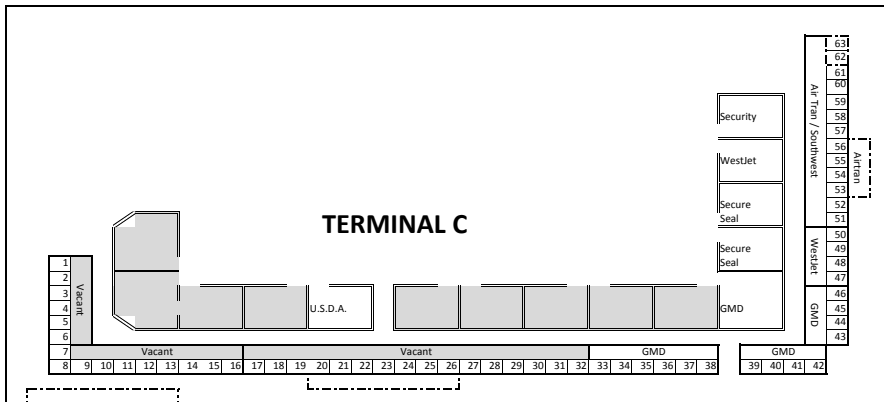 63
62
61
60
59
58
57
56
55
54
53
52
51
50
49
48
47
46
45
44
43
Air Tran / Southwest
Airtran
WestJet
GMD
Security
WestJet
Secure
Seal
Secure
Seal
GMD
TERMINAL C
U.S.D.A.
1
2
3
4
5
6
7
8
Vacant
Vacant
Vacant
GMD
GMD
9 10 11 12 13 14 15 16 17 18 19 20 21 22 23 24 25 26 27 28 29 30 31 32 33 34 35 36 37 38 39 40 41 42